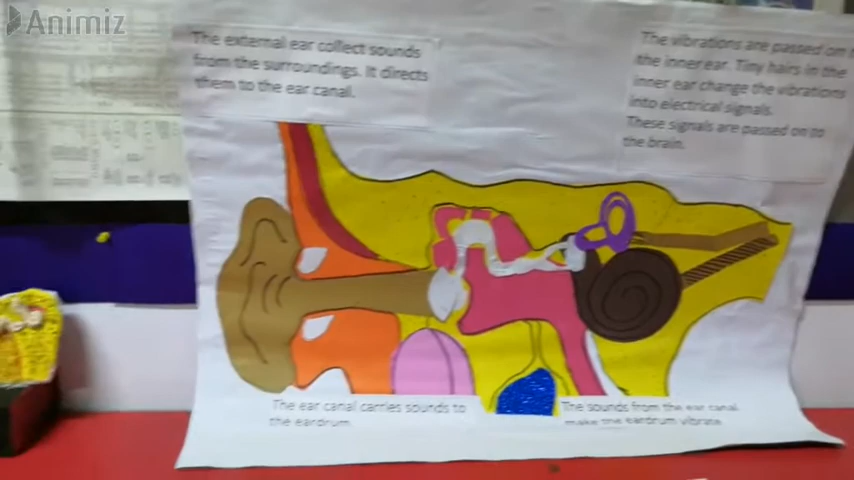 Animiz
The external ear collect sounds
from the surroundings. It directs
them to the ear canal.
The vibrations are passed om
the inner ear. Tiny hairs in the
inner ear change the vibrations
into electrical signals.
These signals are passed on to
the brain.
The ear canal carries sounds to
the eardrum
The sounds from the ear canal
make the eardrum vibrate